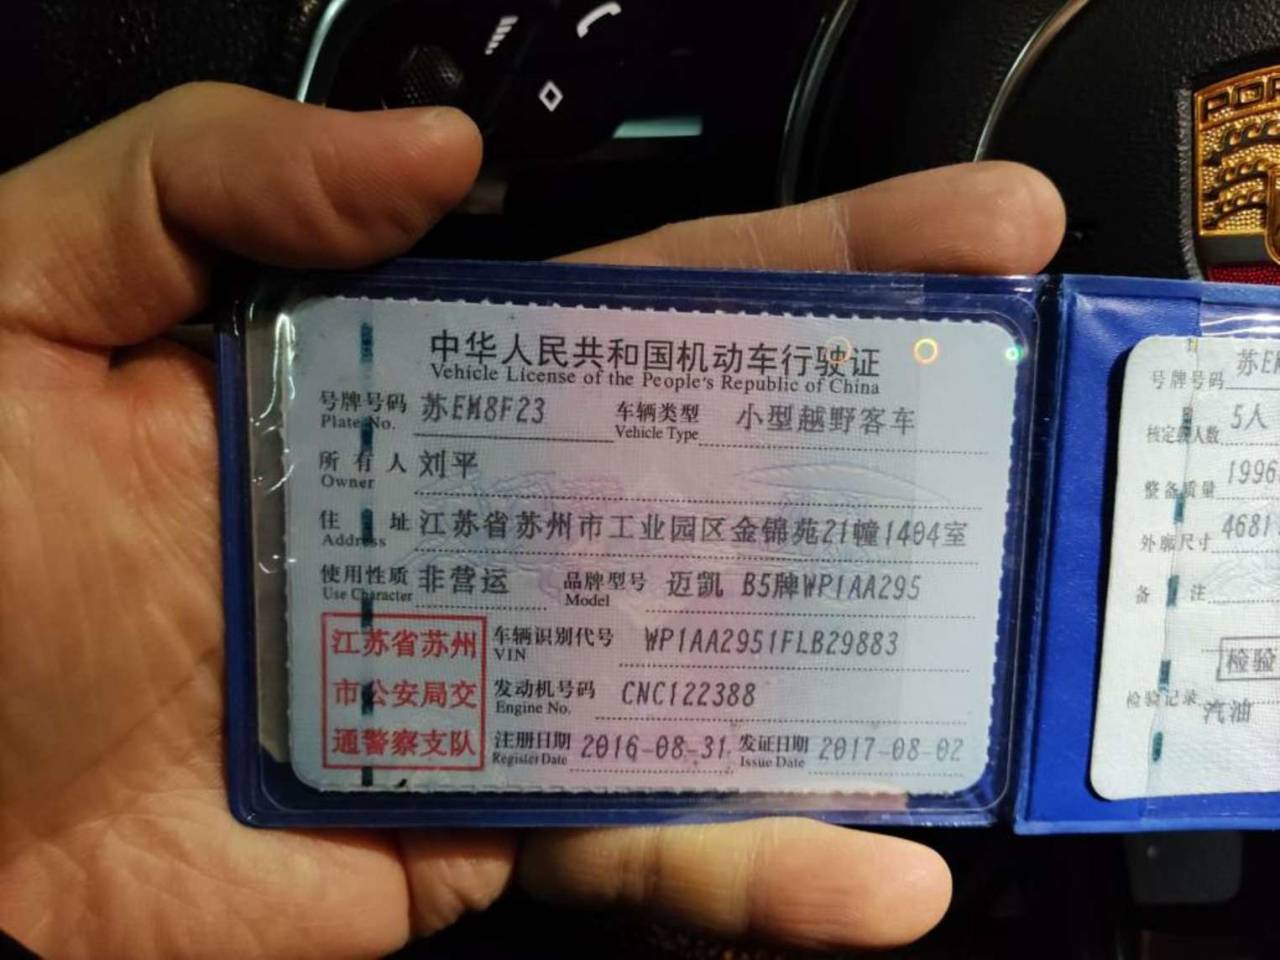 中华人民共和国机动车行驶证
Vehicle License of the People's Republic of China
号牌号码 苏EM8F23 车辆类型 小型越野客车
Plate No. Vehicle Type
所有人 刘平
Owner
住址 江苏省苏州市工业园区金锦苑21幢1404室
Address
使用性质 非营运 品牌型号 迈凯 B5牌WP1AA295
Use Character Model
江苏省苏州
市公安局交
通警察支队
车辆识别代号 WP1AA2951FLB29883
VIN
发动机号码 CNC122388
Engine No.
注册日期 2016-08-31 发证日期 2017-08-02
Register Date Issue Date
号牌号码 苏E
核定载人数 5人
整备质量 1996
外廓尺寸 4681
备注
检验
检验记录
汽油